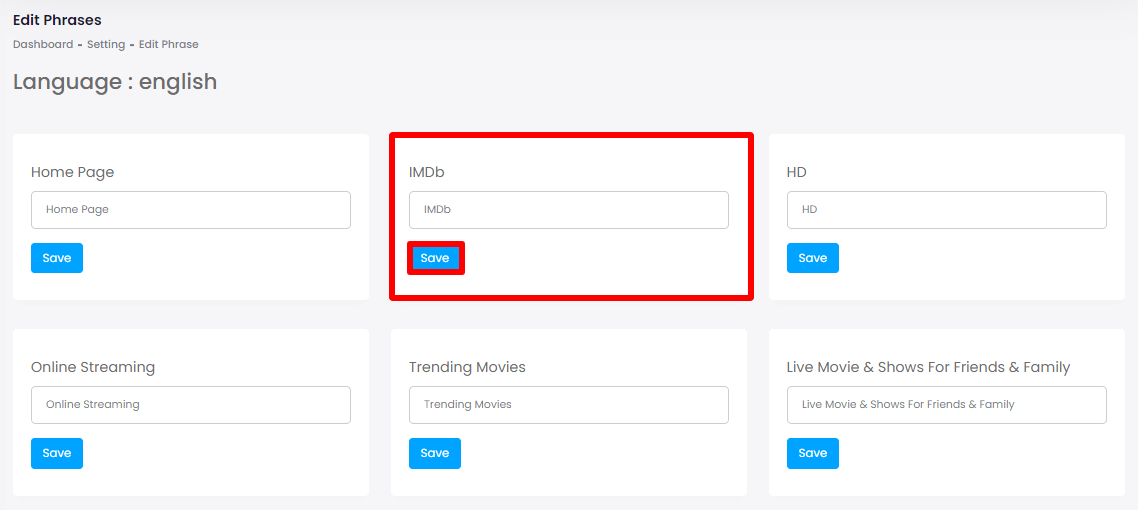 Edit Phrases
Dashboard - Setting - Edit Phrase
Language : english
Home Page
Home Page
Save
IMDb
IMDb
Save
HD
HD
Save
Online Streaming
Online Streaming
Save
Trending Movies
Trending Movies
Save
Live Movie & Shows For Friends & Family
Live Movie & Shows For Friends & Family
Save